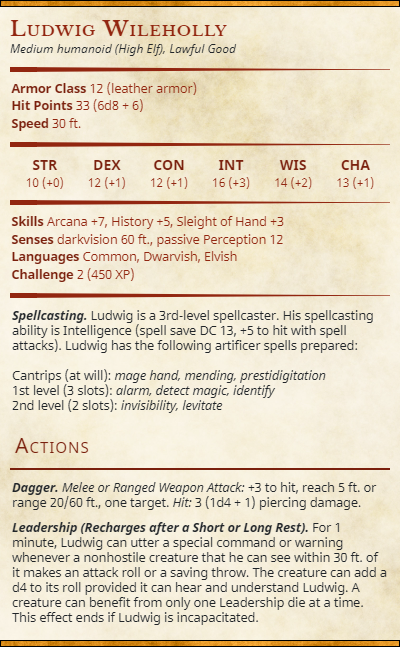 Ludwig Wileholly
Medium humanoid (High Elf), Lawful Good
Armor Class 12 (leather armor)
Hit Points 33 (6d8 + 6)
Speed 30 ft.
STR DEX CON INT WIS CHA
10 (+0) 12 (+1) 12 (+1) 16 (+3) 14 (+2) 13 (+1)
Skills Arcana +7, History +5, Sleight of Hand +3
Senses darkvision 60 ft., passive Perception 12
Languages Common, Dwarvish, Elvish
Challenge 2 (450 XP)
Spellcasting. Ludwig is a 3rd-level spellcaster. His spellcasting
ability is Intelligence (spell save DC 13, +5 to hit with spell
attacks). Ludwig has the following artificer spells prepared:
Cantrips (at will): mage hand, mending, prestidigitation
1st level (3 slots): alarm, detect magic, identify
2nd level (2 slots): invisibility, levitate
Actions
Dagger. Melee or Ranged Weapon Attack: +3 to hit, reach 5 ft. or
range 20/60 ft., one target. Hit: 3 (1d4 + 1) piercing damage.
Leadership (Recharges after a Short or Long Rest). For 1
minute, Ludwig can utter a special command or warning
whenever a nonhostile creature that he can see within 30 ft. of
it makes an attack roll or a saving throw. The creature can add a
d4 to its roll provided it can hear and understand Ludwig. A
creature can benefit from only one Leadership die at a time.
This effect ends if Ludwig is incapacitated.